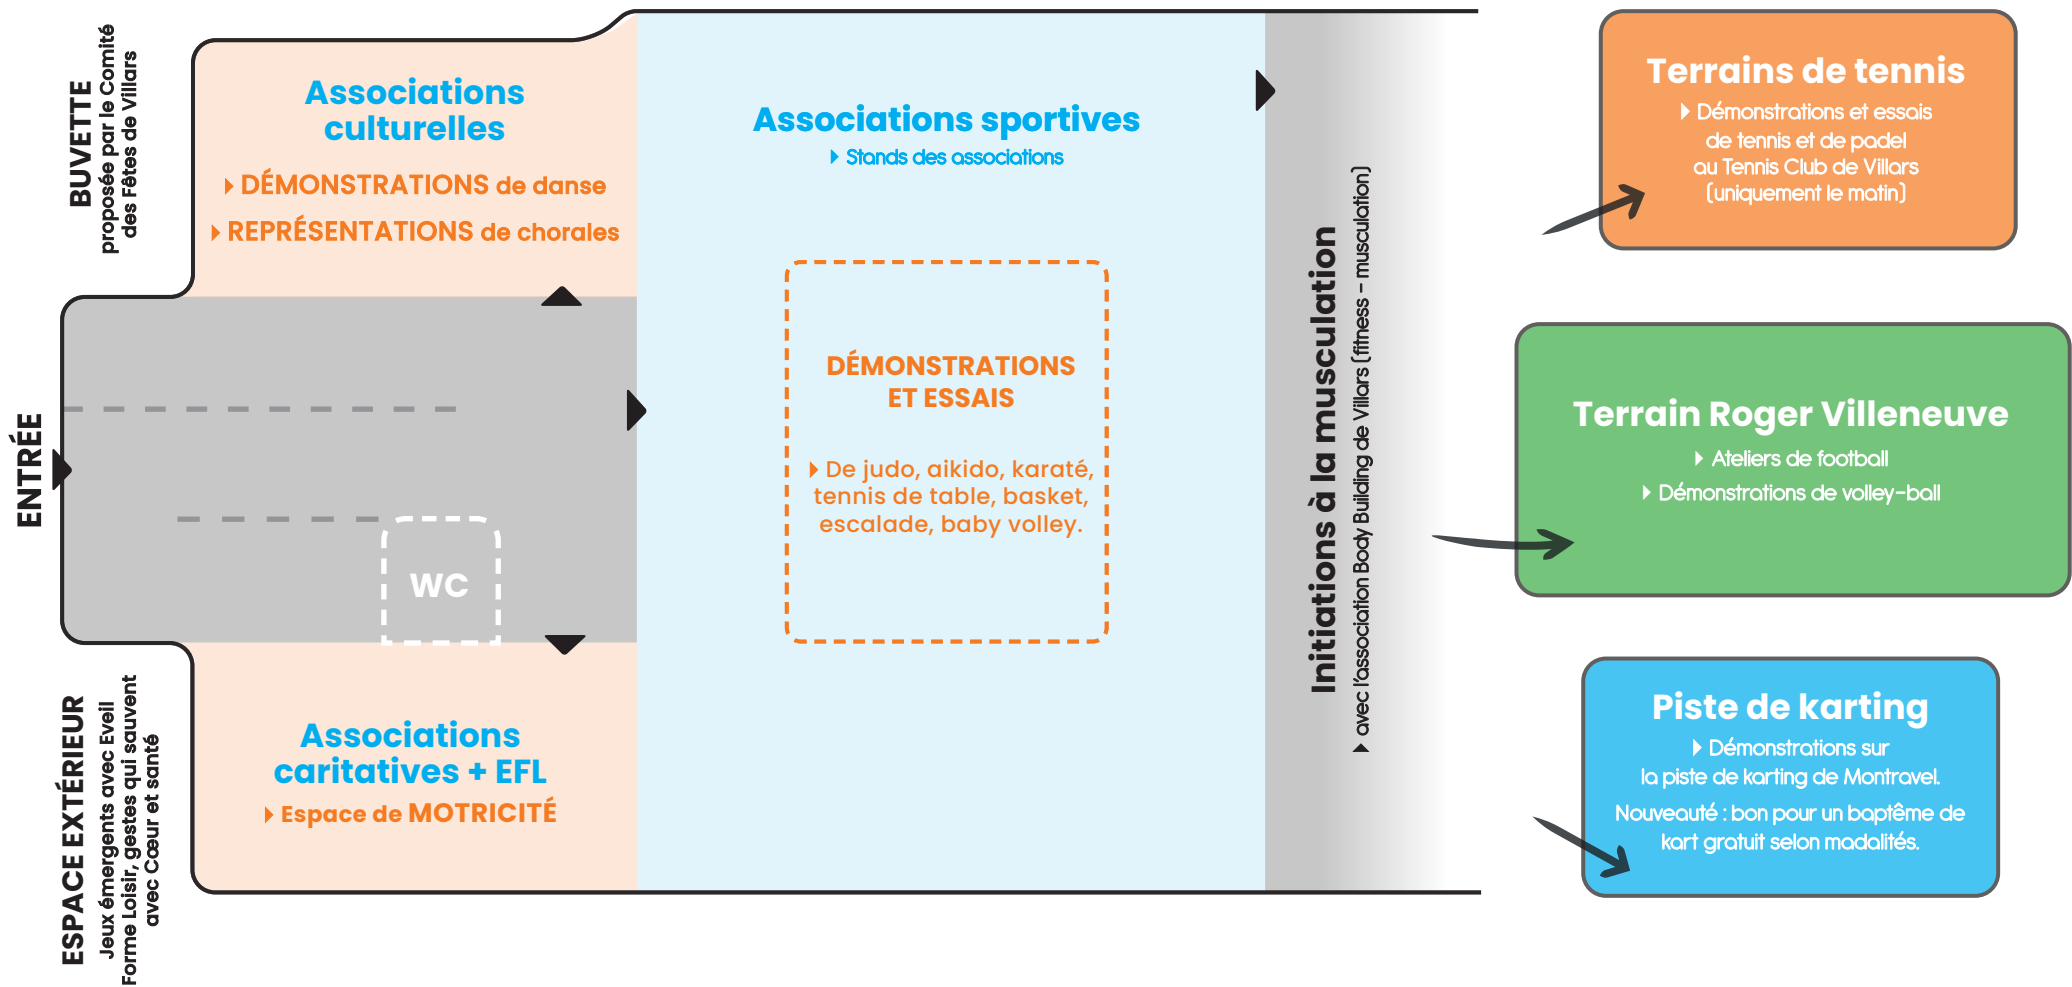 BUVETTE
proposée par le Comité
des Fêtes de Villars
ENTRÉE
ESPACE EXTÉRIEUR
Jeux émergents avec Eveil
Forme Loisir, gestes qui sauvent
avec Cœur et santé
Associations
culturelles
DÉMONSTRATIONS de danse
REPRÉSENTATIONS de chorales
WC
Associations
caritatives + EFL
Espace de MOTRICITÉ
Associations sportives
Stands des associations
DÉMONSTRATIONS
ET ESSAIS
De judo, aikido, karaté,
tennis de table, basket,
escalade, baby volley.
Initiations à la musculation
avec l'association Body Building de Villars (fitness – musculation)
Terrains de tennis
Démonstrations et essais
de tennis et de padel
au Tennis Club de Villars
(uniquement le matin)
Terrain Roger Villeneuve
Ateliers de football
Démonstrations de volley-ball
Piste de karting
Démonstrations sur
la piste de karting de Montravel.
Nouveauté : bon pour un baptême de
kart gratuit selon madalités.